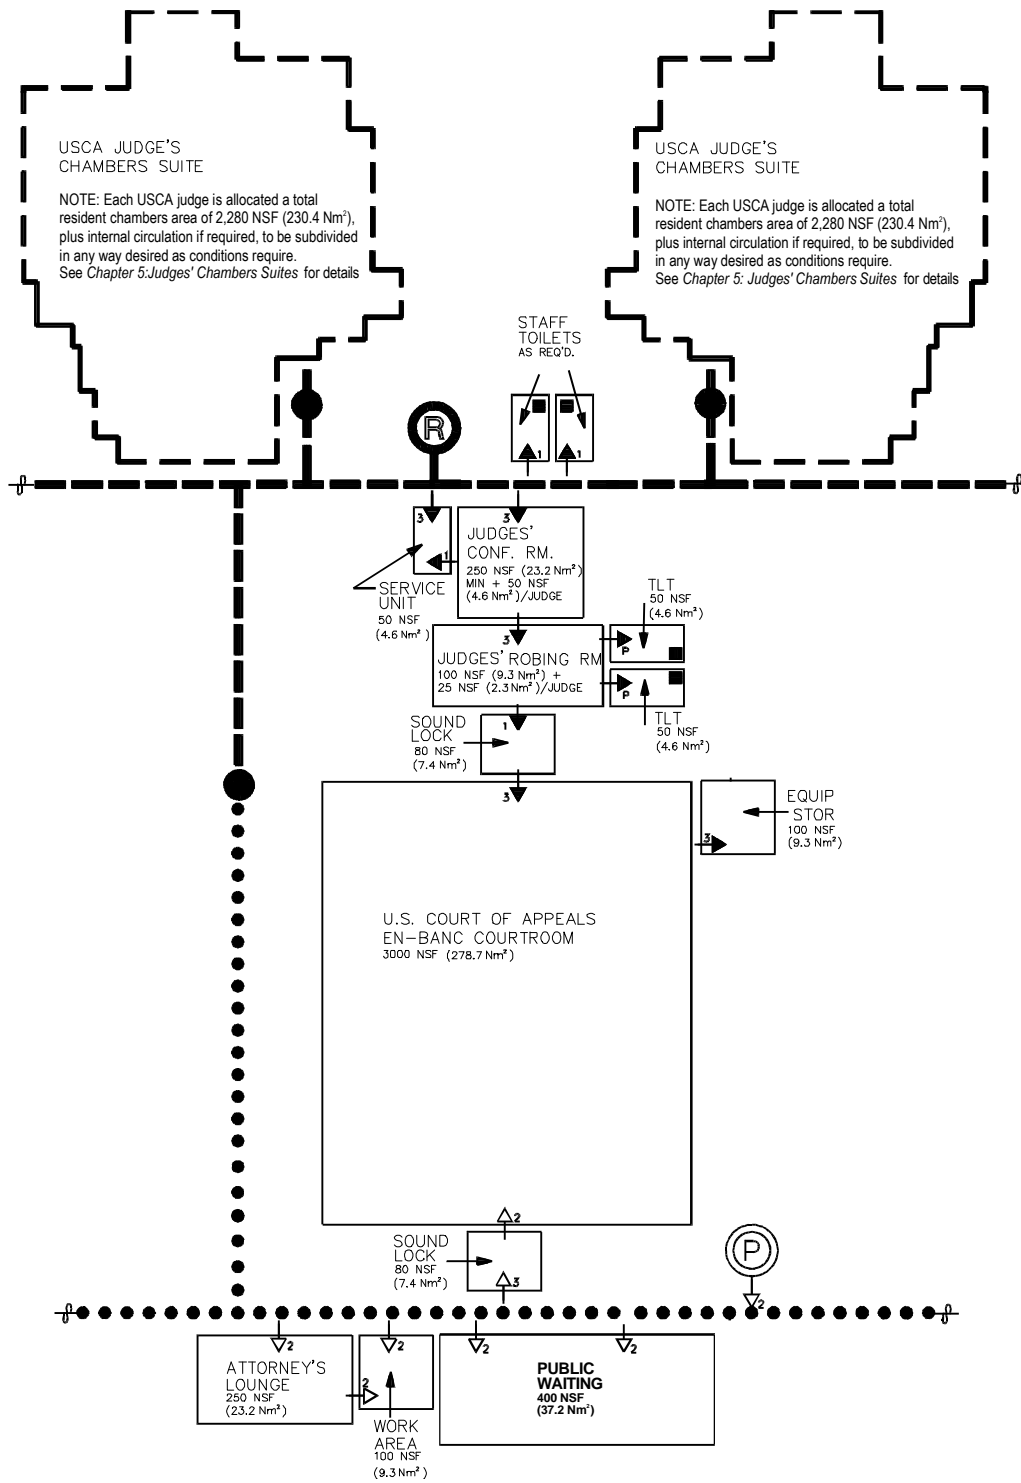 USCA JUDGE'S
CHAMBERS SUITE
NOTE: Each USCA judge is allocated a total
resident chambers area of 2,280 NSF (230.4 Nm²),
plus internal circulation if required, to be subdivided
in any way desired as conditions require.
See Chapter 5:Judges' Chambers Suites for details
USCA JUDGE'S
CHAMBERS SUITE
NOTE: Each USCA judge is allocated a total
resident chambers area of 2,280 NSF (230.4 Nm²),
plus internal circulation if required, to be subdivided
in any way desired as conditions require.
See Chapter 5: Judges' Chambers Suites for details
STAFF
TOILETS
AS REQ'D.
R
1
1
3
3
1
JUDGES'
CONF. RM.
250 NSF (23.2 Nm²)
MIN + 50 NSF
(4.6 Nm²)/JUDGE
SERVICE
UNIT
50 NSF
(4.6 Nm²)
TLT
50 NSF
(4.6 Nm²)
3
P
JUDGES' ROBING RM
100 NSF (9.3 Nm²) +
25 NSF (2.3 Nm²)/JUDGE
P
TLT
50 NSF
(4.6 Nm²)
SOUND
LOCK
80 NSF
(7.4 Nm²)
1
3
EQUIP
STOR
100 NSF
(9.3 Nm²)
3
U.S. COURT OF APPEALS
EN-BANC COURTROOM
3000 NSF (278.7 Nm²)
2
SOUND
LOCK
80 NSF
(7.4 Nm²)
3
P
2
2
2
2
2
ATTORNEY'S
LOUNGE
250 NSF
(23.2 Nm²)
2
WORK
AREA
100 NSF
(9.3 Nm²)
PUBLIC
WAITING
400 NSF
(37.2 Nm²)